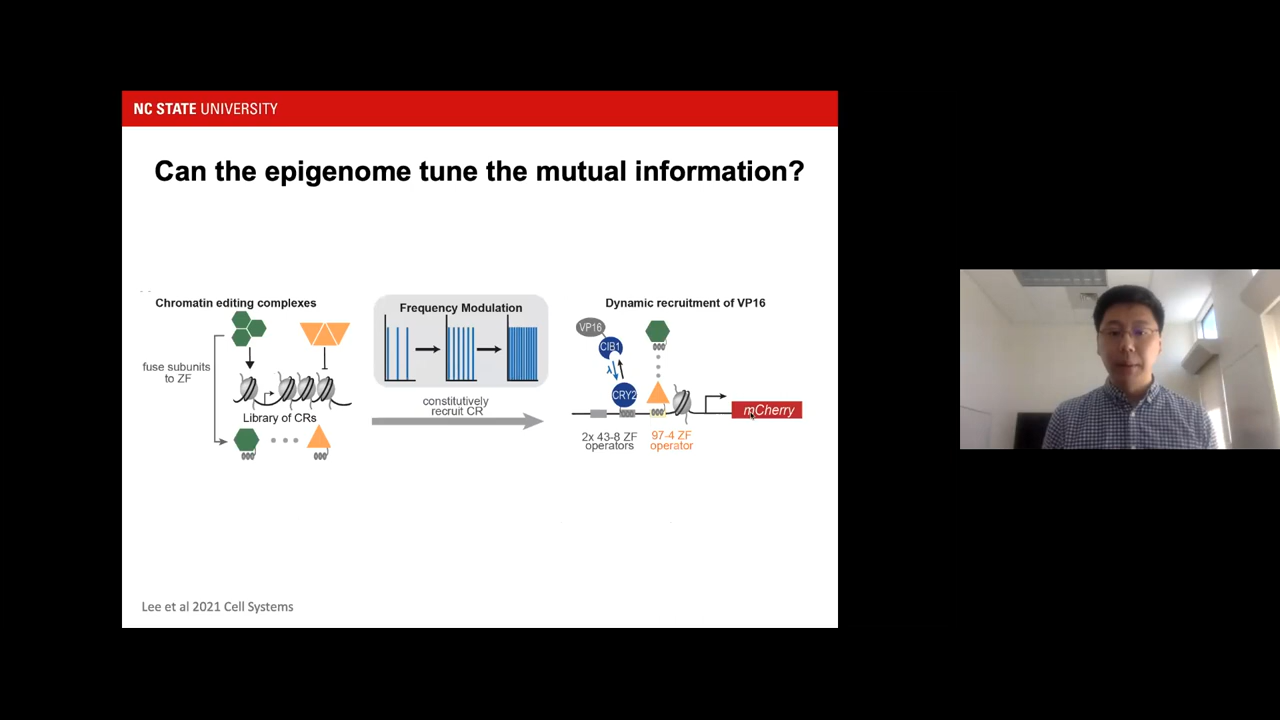 NC STATE UNIVERSITY
Can the epigenome tune the mutual information?
Chromatin editing complexes
fuse subunits
to ZF
Library of CRs
Frequency Modulation
constitutively
recruit CR
Dynamic recruitment of VP16
VP16
CIB1
λ
CRY2
mCherry
2x 43-8 ZF
operators
97-4 ZF
operator
Lee et al 2021 Cell Systems